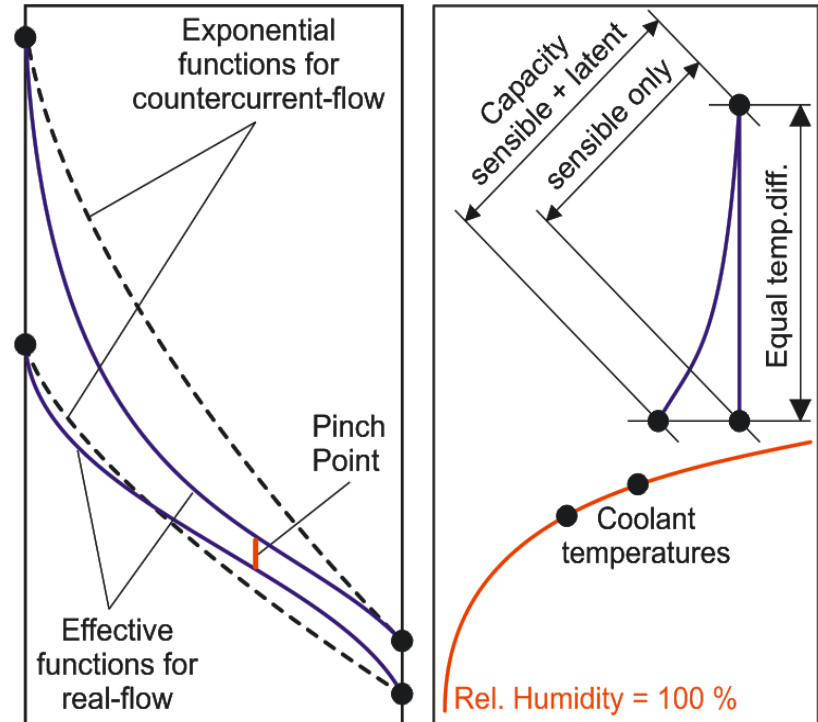 Exponential
functions for
countercurrent-flow
Pinch
Point
Effective
functions for
real-flow
Capacity
sensible + latent
sensible only
Equal temp.diff.
Coolant
temperatures
Rel. Humidity = 100 %